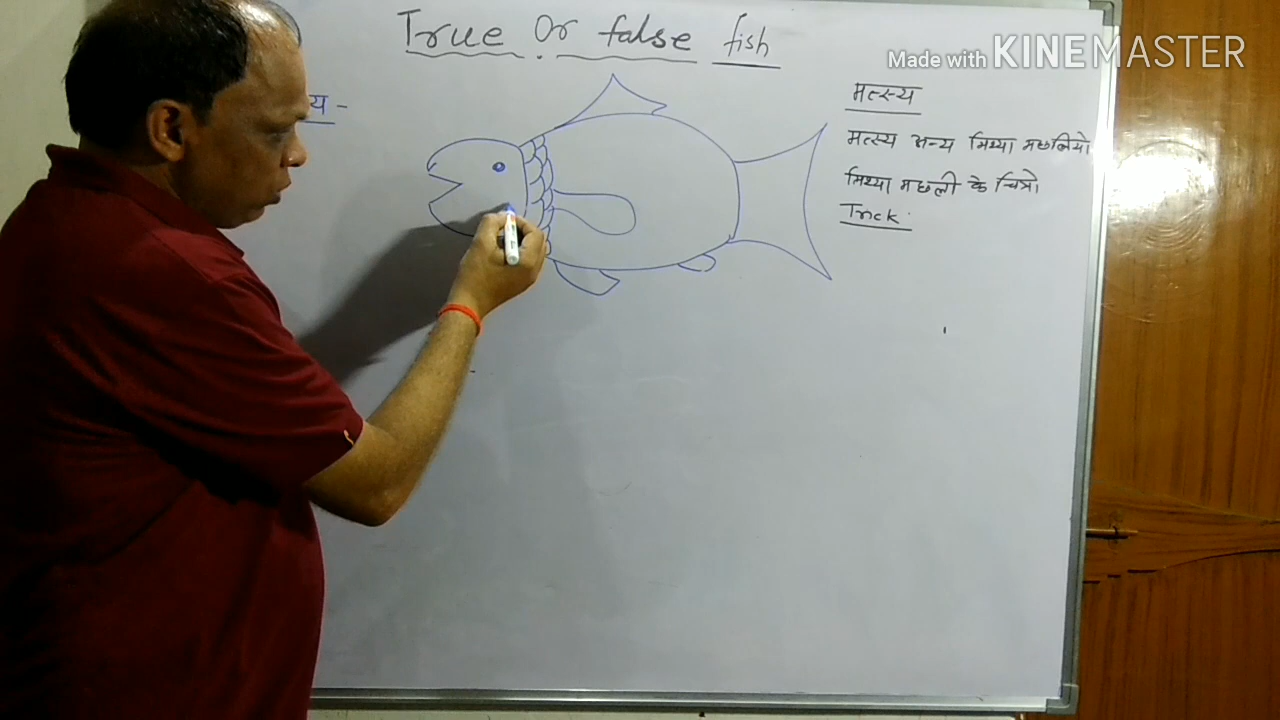 True or false fish
Made with KINEMASTER
य -
मत्स्य
मत्स्य अन्य मिथ्या मछलियो
मिथ्या मछली के चित्रो
Trick.